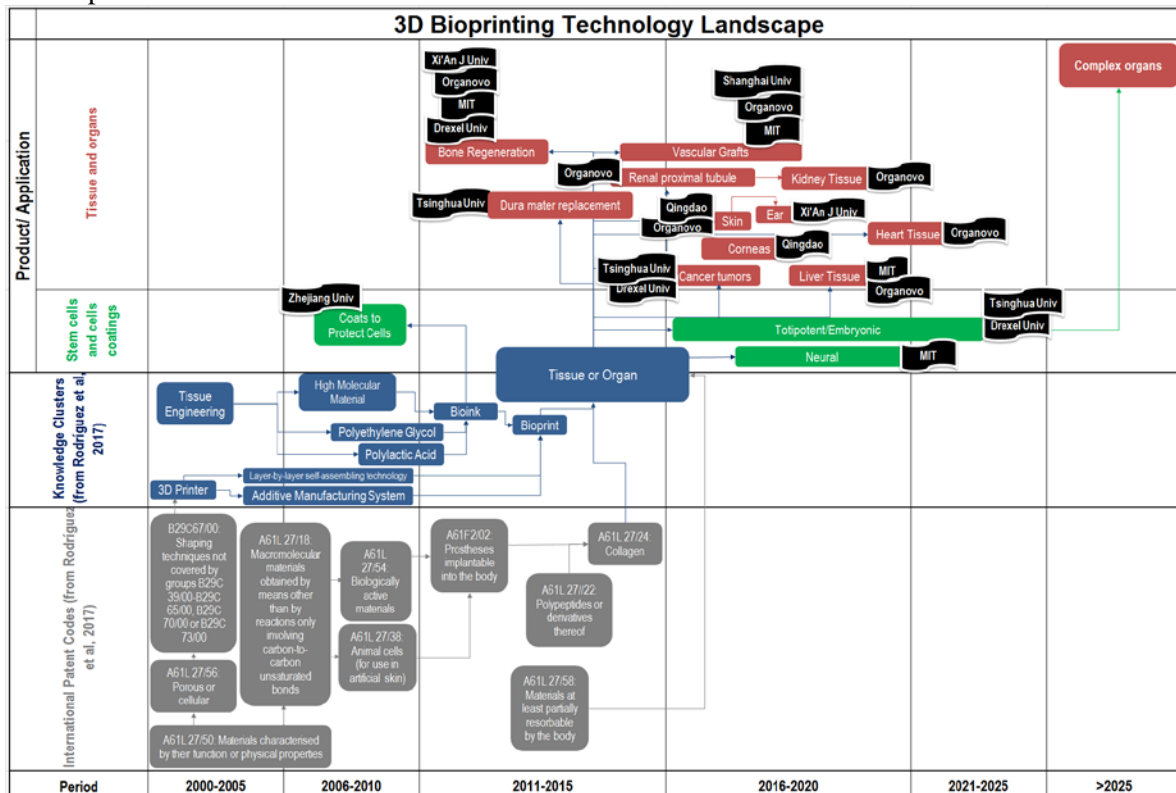 3D Bioprinting Technology Landscape
Product/ Application
Tissue and organs
Xi'An J Univ
Organovo
MIT
Drexel Univ
Bone Regeneration
Shanghai Univ
Organovo
MIT
Vascular Grafts
Complex organs
Organovo
Renal proximal tubule
Kidney Tissue
Organovo
Tsinghua Univ
Dura mater replacement
Qingdao
Organovo
Skin
Ear
Xi'An J Univ
Heart Tissue
Organovo
Corneas
Qingdao
Tsinghua Univ
Drexel Univ
Cancer tumors
Liver Tissue
MIT
Organovo
Stem cells
and cells
coatings
Zhejiang Univ
Coats to
Protect Cells
Totipotent/Embryonic
Tsinghua Univ
Drexel Univ
Neural
MIT
Knowledge Clusters
(from Rodríguez et al,
2017)
Tissue
Engineering
High Molecular
Material
Polyethylene Glycol
Polylactic Acid
Bioink
Bioprint
Tissue or Organ
3D Printer
Layer-by-layer self-assembling technology
Additive Manufacturing System
International Patent Codes (from Rodríguez
et al, 2017)
B29C67/00:
Shaping
techniques not
covered by
groups B29C
39/00-B29C
65/00, B29C
70/00 or B29C
73/00
A61L 27/56:
Porous or
cellular
A61L 27/50: Materials characterised
by their function or physical properties
A61L 27/18:
Macromolecular
materials
obtained by
means other
than by
reactions only
involving
carbon-to-
carbon
unsaturated
bonds
A61L
27/54:
Biologically
active
materials
A61L 27/38:
Animal cells
(for use in
artificial skin)
A61F2/02:
Prostheses
implantable
into the body
A61L 27/24:
Collagen
A61L 27//22:
Polypeptides or
derivatives
thereof
A61L 27/58:
Materials at
least partially
resorbable
by the body
Period
2000-2005
2006-2010
2011-2015
2016-2020
2021-2025
>2025